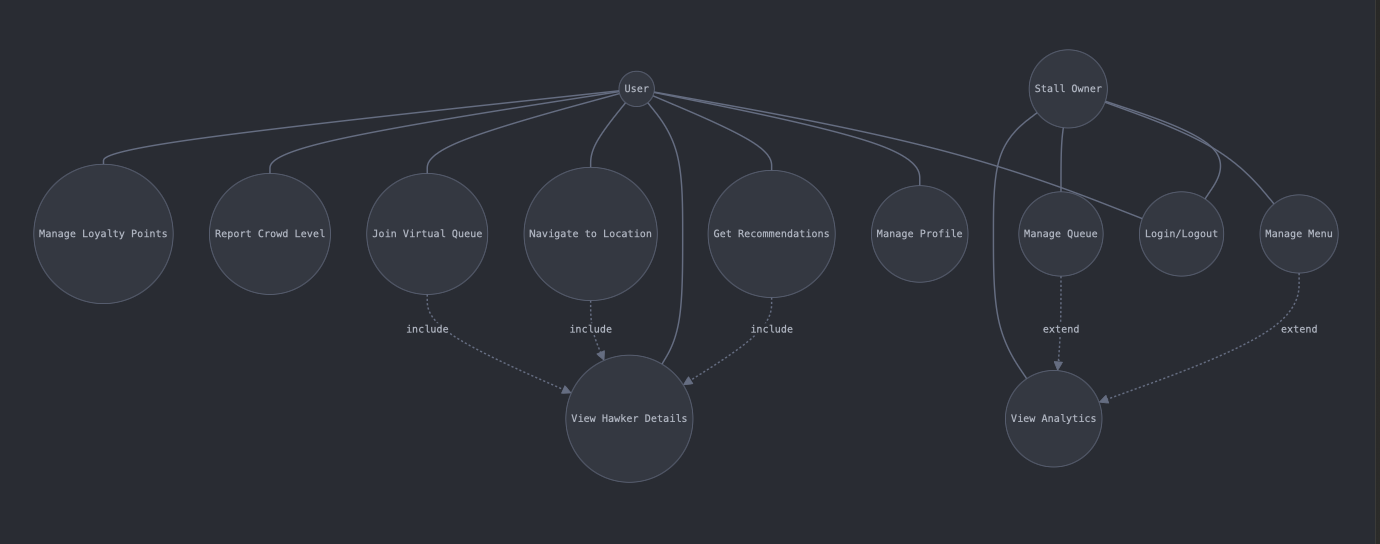 User
Stall Owner
Manage Loyalty Points
Report Crowd Level
Join Virtual Queue
Navigate to Location
Get Recommendations
Manage Profile
Manage Queue
Login/Logout
Manage Menu
include
include
include
extend
extend
View Hawker Details
View Analytics